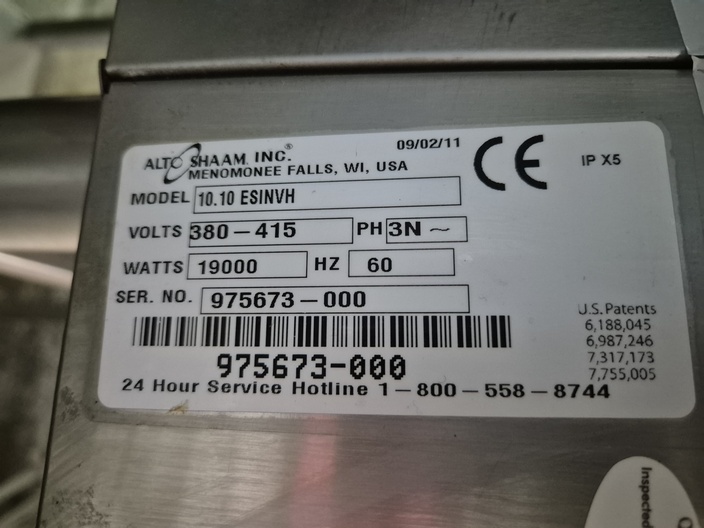 ALTO SHAAM, INC.®
MENOMONEE FALLS, WI, USA
09/02/11
CE
IP X5
MODEL 10.10 ESINVH
VOLTS 380-415 PH 3N ~
WATTS 19000 HZ 60
SER. NO. 975673-000
975673-000
24 Hour Service Hotline 1-800-558-8744
U.S. Patents
6,188,045
6,987,246
7,317,173
7,755,005
Inspected